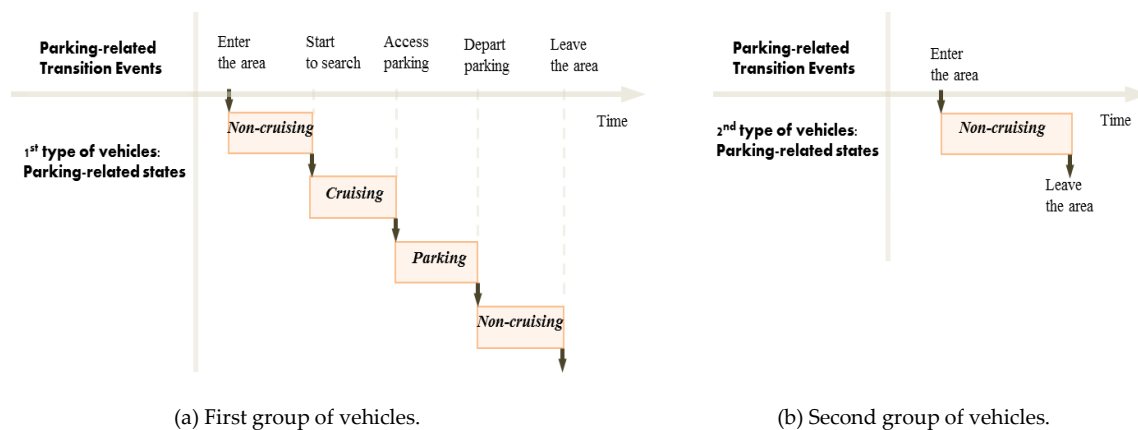 Parking-related
Transition Events
Enter
the area
Start
to search
Access
parking
Depart
parking
Leave
the area
Time
1st type of vehicles:
Parking-related states
Non-cruising
Cruising
Parking
Non-cruising
(a) First group of vehicles.
Parking-related
Transition Events
Enter
the area
Time
2nd type of vehicles:
Parking-related states
Non-cruising
Leave
the area
(b) Second group of vehicles.